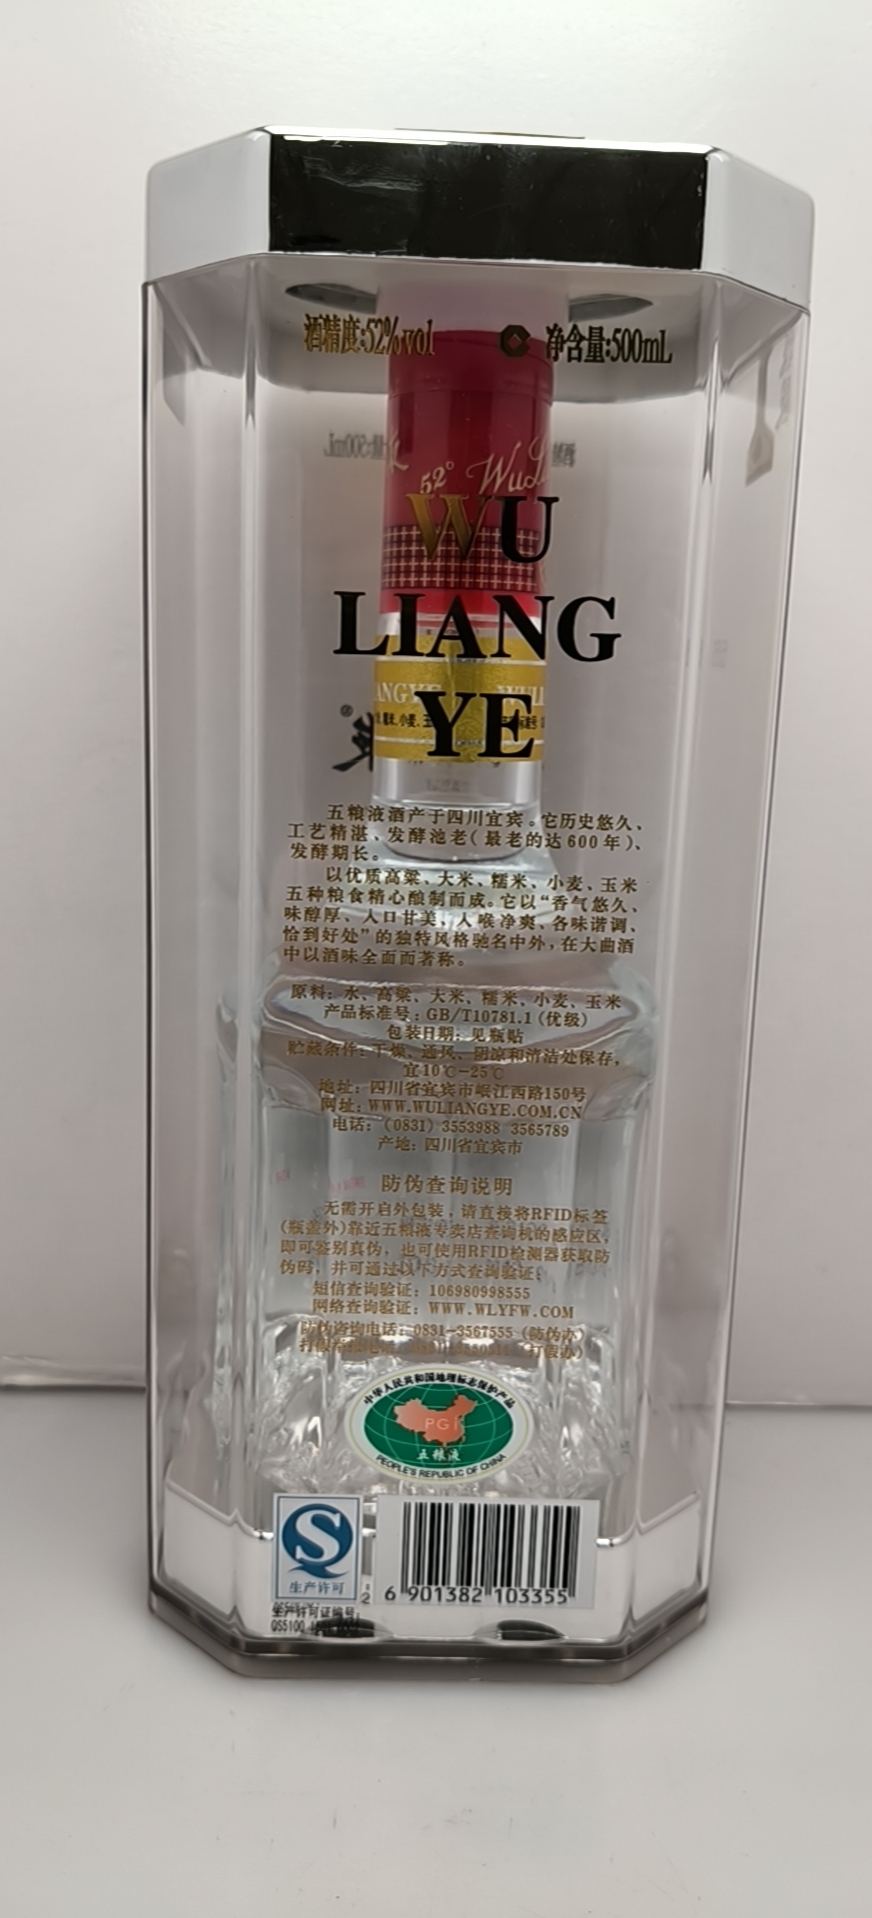 酒精度:52%vol 净含量:500mL
52° WuL
WU
LIANG
YE
五粮液酒产于四川宜宾。它历史悠久、
工艺精湛、发酵池老(最老的达600年)、
发酵期长。
以优质高粱、大米、糯米、小麦、玉米
五种粮食精心酿制而成。它以“香气悠久、
味醇厚、入口甘美、入喉净爽、各味谐调、
恰到好处”的独特风格驰名中外,在大曲酒
中以酒味全面而著称。
原料:水、高粱、大米、糯米、小麦、玉米
产品标准号:GB/T10781.1(优级)
包装日期:见瓶贴
贮藏条件:干燥、通风、阴凉和清洁处保存,
宜10℃-25℃
地址:四川省宜宾市岷江西路150号
网址:WWW.WULIANGYE.COM.CN
电话:(0831)3553988 3565789
产地:四川省宜宾市
防伪查询说明
无需开启外包装,请直接将RFID标签
(瓶盖外)靠近五粮液专卖店查询机的感应区,
即可鉴别真伪,也可使用RFID检测器获取防
伪码,并可通过以下方式查询验证:
短信查询验证:106980998555
网络查询验证:WWW.WLYFW.COM
防伪咨询电话:0831-3567555(防伪办)
(打假办)
中华人民共和国地理标志保护产品
PGI
五粮液
PEOPLE'S REPUBLIC OF CHINA
生产许可
6 901382 103355
生产许可证编号:
QS5100